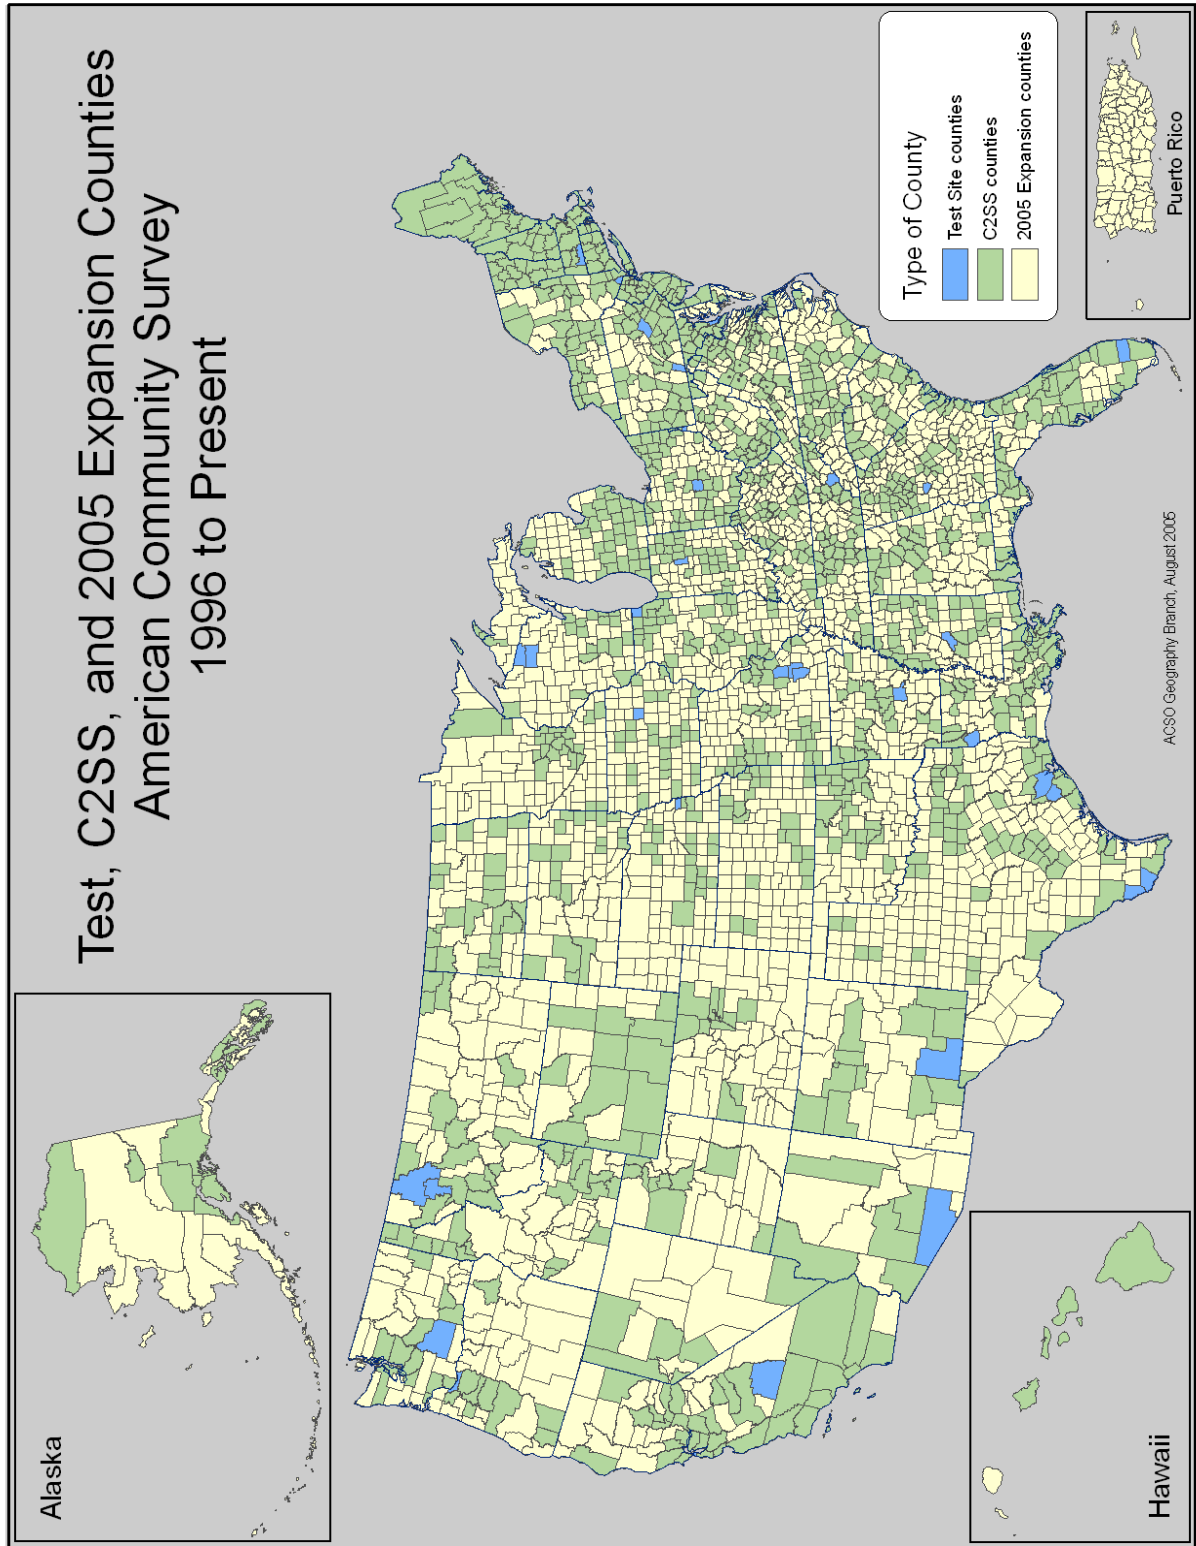 Test, C2SS, and 2005 Expansion Counties
American Community Survey
1996 to Present
Alaska
Hawaii
Type of County
Test Site counties
C2SS counties
2005 Expansion counties
Puerto Rico
ACSO Geography Branch, August 2005